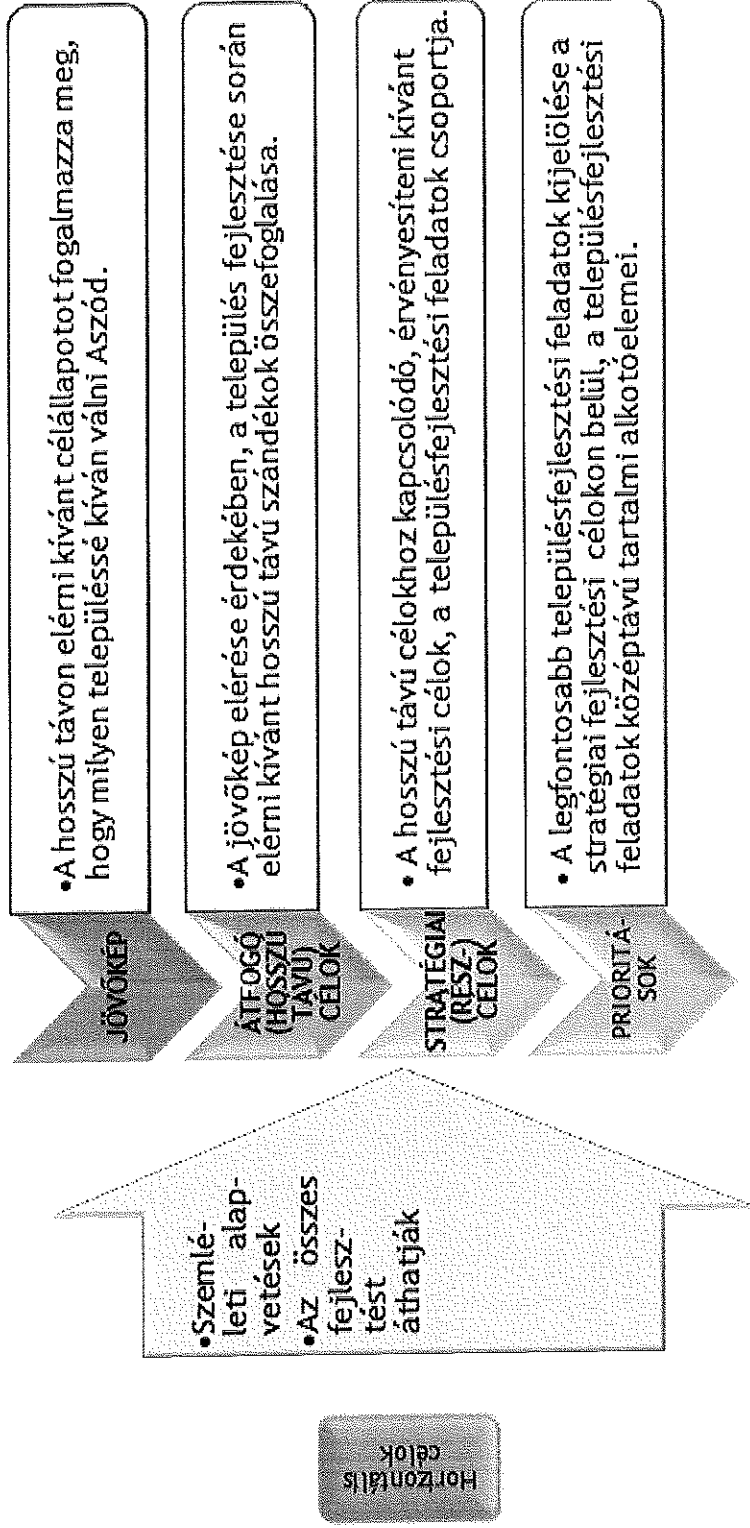 Horizontális
célok
•Szemlé-
leti alap-
vetések
•Az összes
fejlesz-
tést
áthatják
JÖVŐKÉP
•A hosszú távon elérni kívánt célállapotot fogalmazza meg,
hogy milyen településsé kíván válni Aszód.
ÁTFOGÓ
(HOSSZÚ
TÁVÚ)
CÉLOK
•A jövőkép elérése érdekében, a település fejlesztése során
elérni kívánt hosszú távú szándékok összefoglalása.
STRATÉGIAI
(RÉSZ-)
CÉLOK
• A hosszú távú célokhoz kapcsolódó, érvényesíteni kívánt
fejlesztési célok, a településfejlesztési feladatok csoportja.
PRIORITÁ-
SOK
• A legfontosabb településfejlesztési feladatok kijelölése a
stratégiai fejlesztési célokon belül, a településfejlesztési
feladatok középtávú tartalmi alkotóelemei.